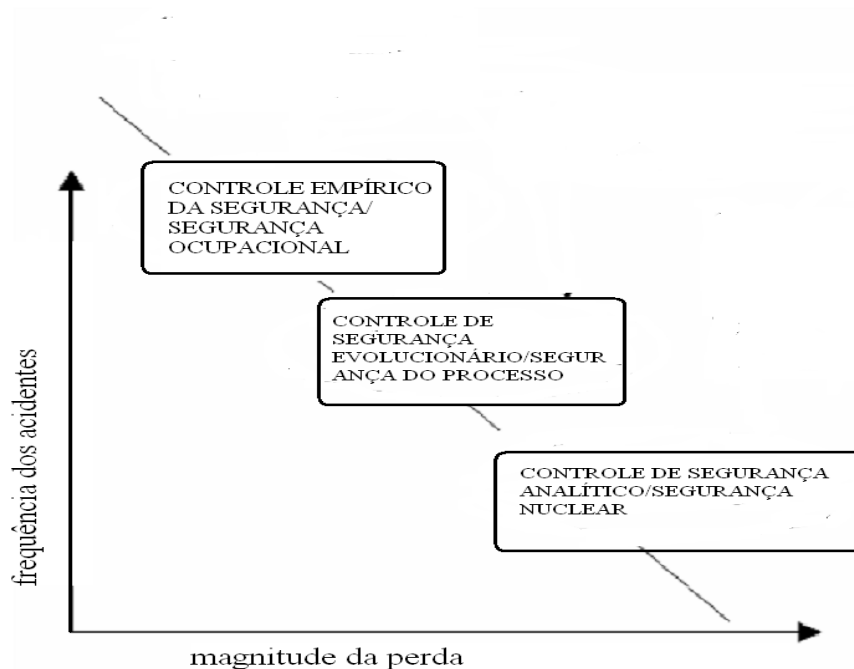 CONTROLE EMPÍRICO
DA SEGURANÇA/
SEGURANÇA
OCUPACIONAL
CONTROLE DE
SEGURANÇA
EVOLUCIONÁRIO/SEGUR
ANÇA DO PROCESSO
CONTROLE DE SEGURANÇA
ANALÍTICO/SEGURANÇA
NUCLEAR
frequência dos acidentes
magnitude da perda